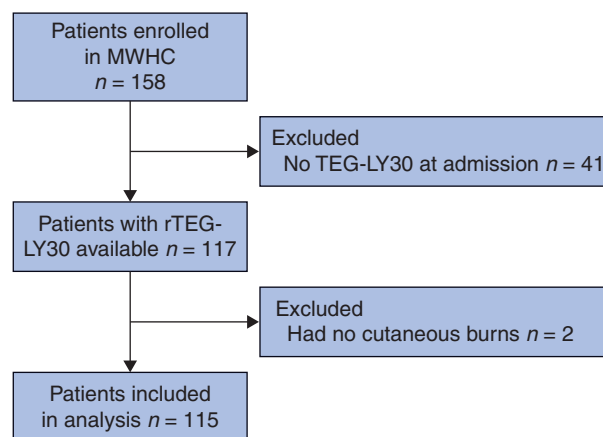 Patients enrolled
in MWHC
n = 158
Excluded
No TEG-LY30 at admission n = 41
Patients with rTEG-
LY30 available n = 117
Excluded
Had no cutaneous burns n = 2
Patients included
in analysis n = 115